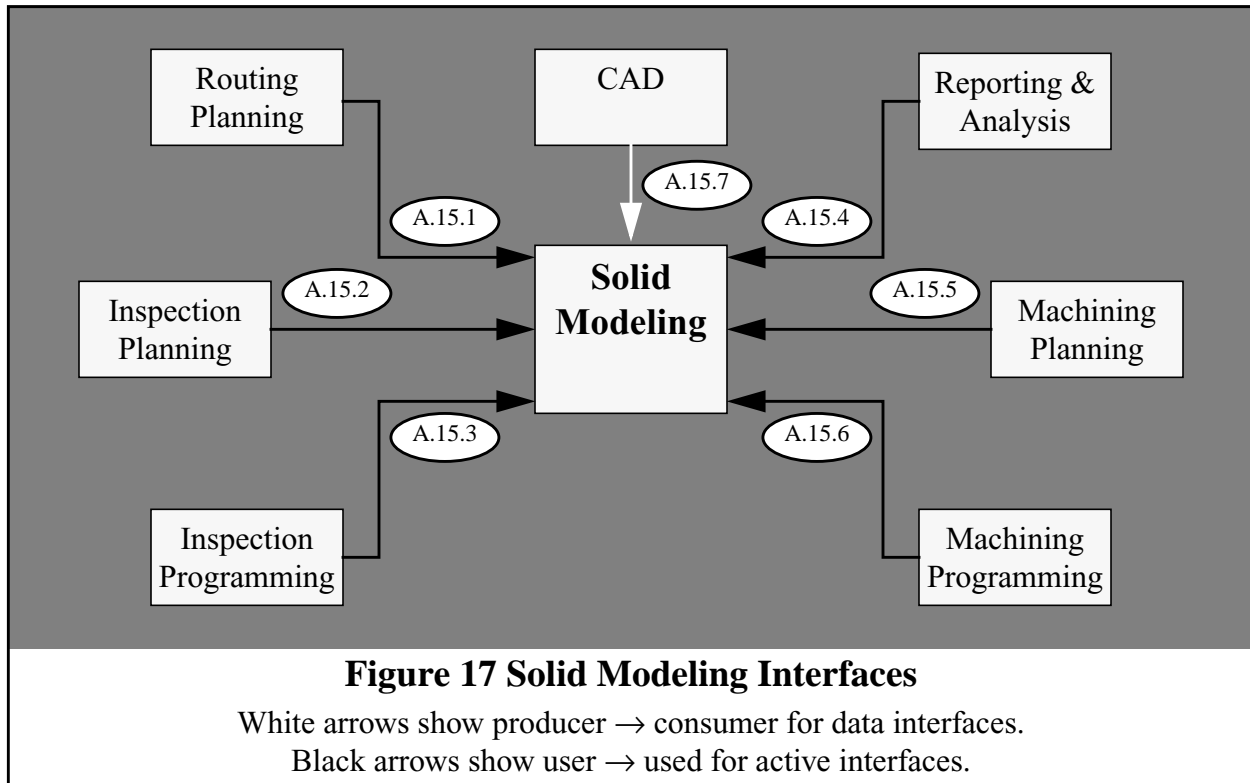 Routing
Planning
CAD
Reporting &
Analysis
A.15.7
A.15.1
A.15.4
Solid
Modeling
A.15.2
A.15.5
Inspection
Planning
Machining
Planning
A.15.3
A.15.6
Inspection
Programming
Machining
Programming
Figure 17 Solid Modeling Interfaces
White arrows show producer → consumer for data interfaces.
Black arrows show user → used for active interfaces.